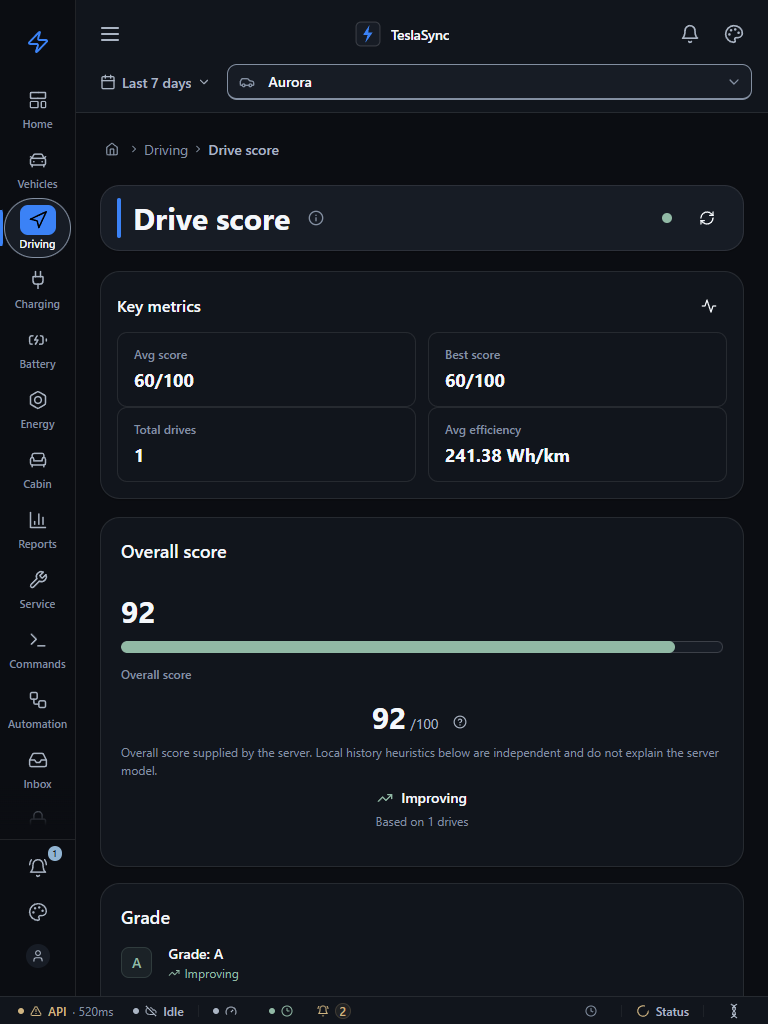 TeslaSync
Last 7 days
Aurora
Home
Vehicles
Driving
Charging
Battery
Energy
Cabin
Reports
Service
Commands
Automation
Inbox
1
Driving
Drive score
Drive score
Key metrics
Avg score
60/100
Best score
60/100
Total drives
1
Avg efficiency
241.38 Wh/km
Overall score
92
Overall score
92 /100
Overall score supplied by the server. Local history heuristics below are independent and do not explain the server
model.
Improving
Based on 1 drives
Grade
A
Grade: A
Improving
API · 520ms
Idle
2
Status